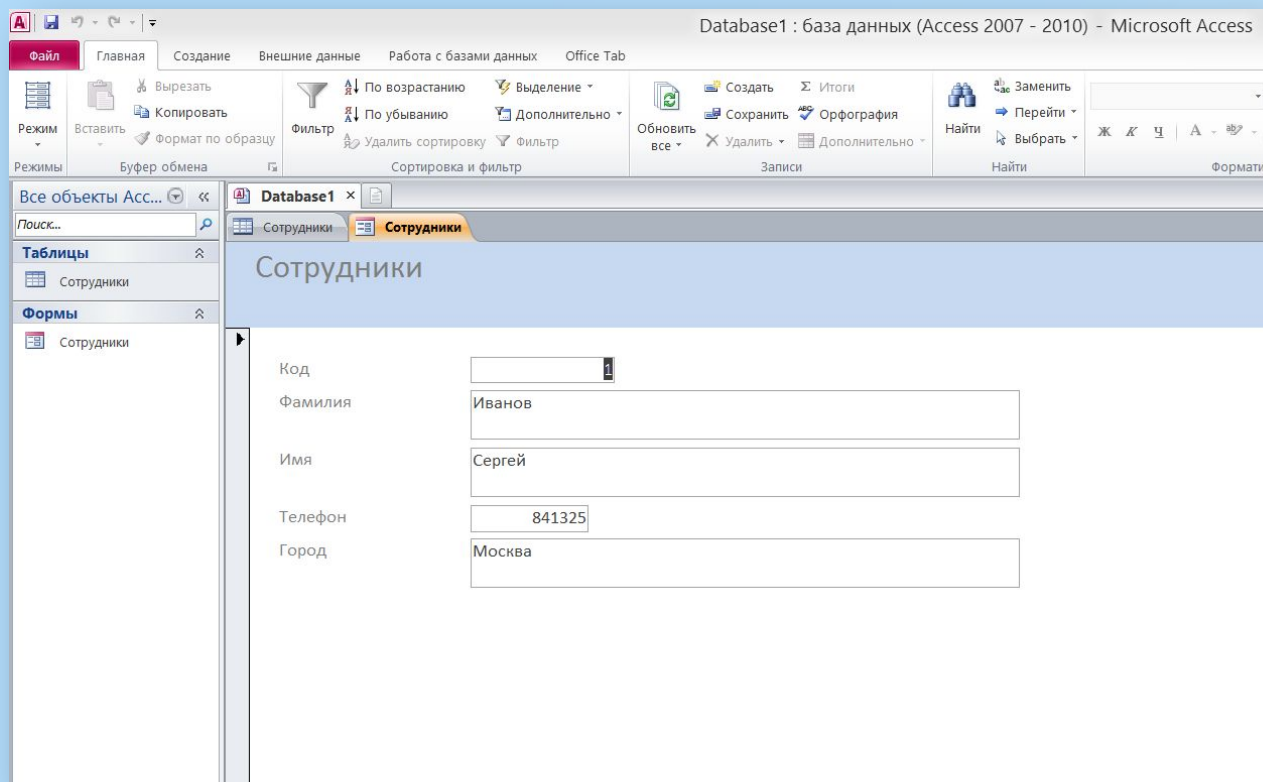 Database1 : база данных (Access 2007 - 2010) - Microsoft Access
Файл Главная Создание Внешние данные Работа с базами данных Office Tab
Режим
Режимы
Вставить
Вырезать
Копировать
Формат по образцу
Буфер обмена
Фильтр
По возрастанию
По убыванию
Удалить сортировку
Выделение
Дополнительно
Фильтр
Сортировка и фильтр
Обновить
все
Создать
Сохранить
Удалить
Итоги
Орфография
Дополнительно
Записи
Найти
Заменить
Перейти
Выбрать
Найти
Ж К Ч А
Все объекты Acc...
Поиск...
Таблицы
Сотрудники
Формы
Сотрудники
Database1
Сотрудники Сотрудники
Сотрудники
Код 1
Фамилия Иванов
Имя Сергей
Телефон 841325
Город Москва